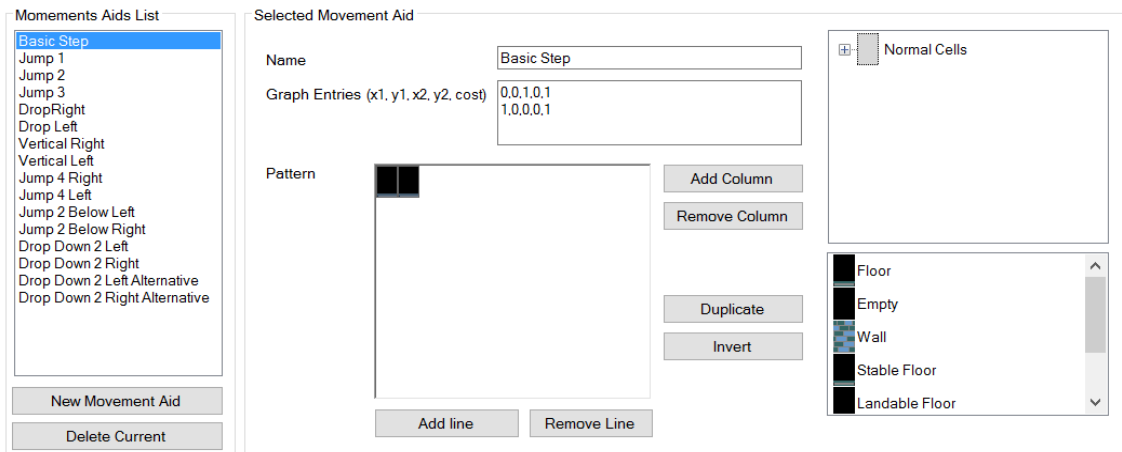 Momements Aids List
Basic Step
Jump 1
Jump 2
Jump 3
DropRight
Drop Left
Vertical Right
Vertical Left
Jump 4 Right
Jump 4 Left
Jump 2 Below Left
Jump 2 Below Right
Drop Down 2 Left
Drop Down 2 Right
Drop Down 2 Left Alternative
Drop Down 2 Right Alternative
New Movement Aid
Delete Current
Selected Movement Aid
Name
Basic Step
Graph Entries (x1, y1, x2, y2, cost)
0,0,1,0,1
1,0,0,0,1
Pattern
Add Column
Remove Column
Duplicate
Invert
Add line
Remove Line
Normal Cells
Floor
Empty
Wall
Stable Floor
Landable Floor